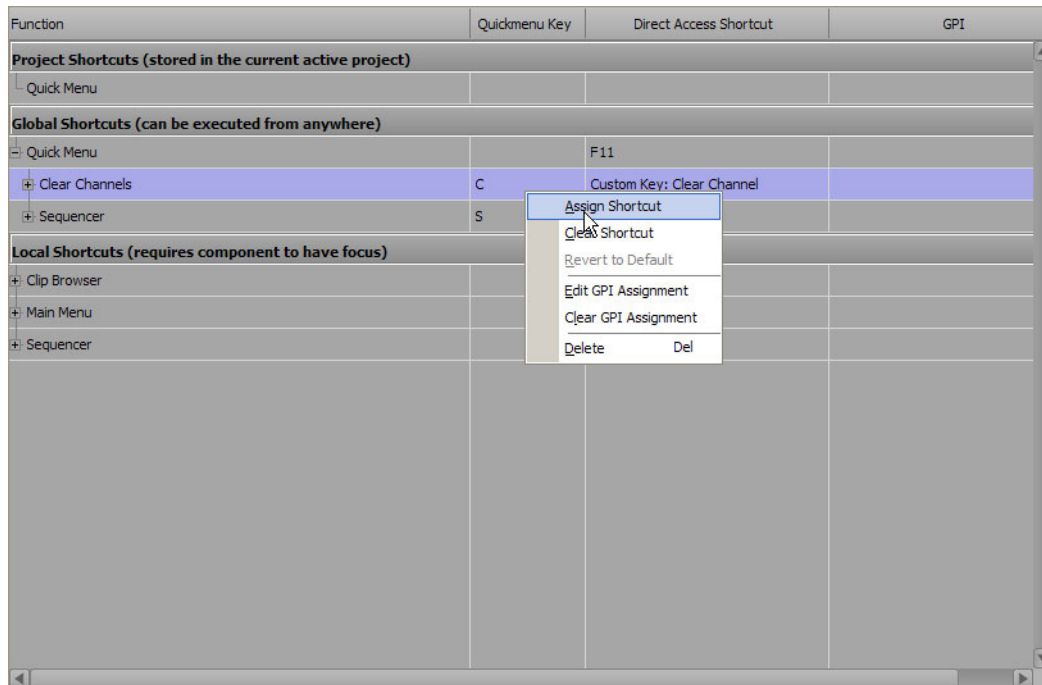 Function Quickmenu Key Direct Access Shortcut GPI
Project Shortcuts (stored in the current active project)
Quick Menu
Global Shortcuts (can be executed from anywhere)
Quick Menu F11
Clear Channels C Custom Key: Clear Channel
Assign Shortcut
Sequencer S
Clear Shortcut
Local Shortcuts (requires component to have focus)
Revert to Default
Clip Browser
Edit GPI Assignment
Main Menu
Clear GPI Assignment
Sequencer
Delete Del